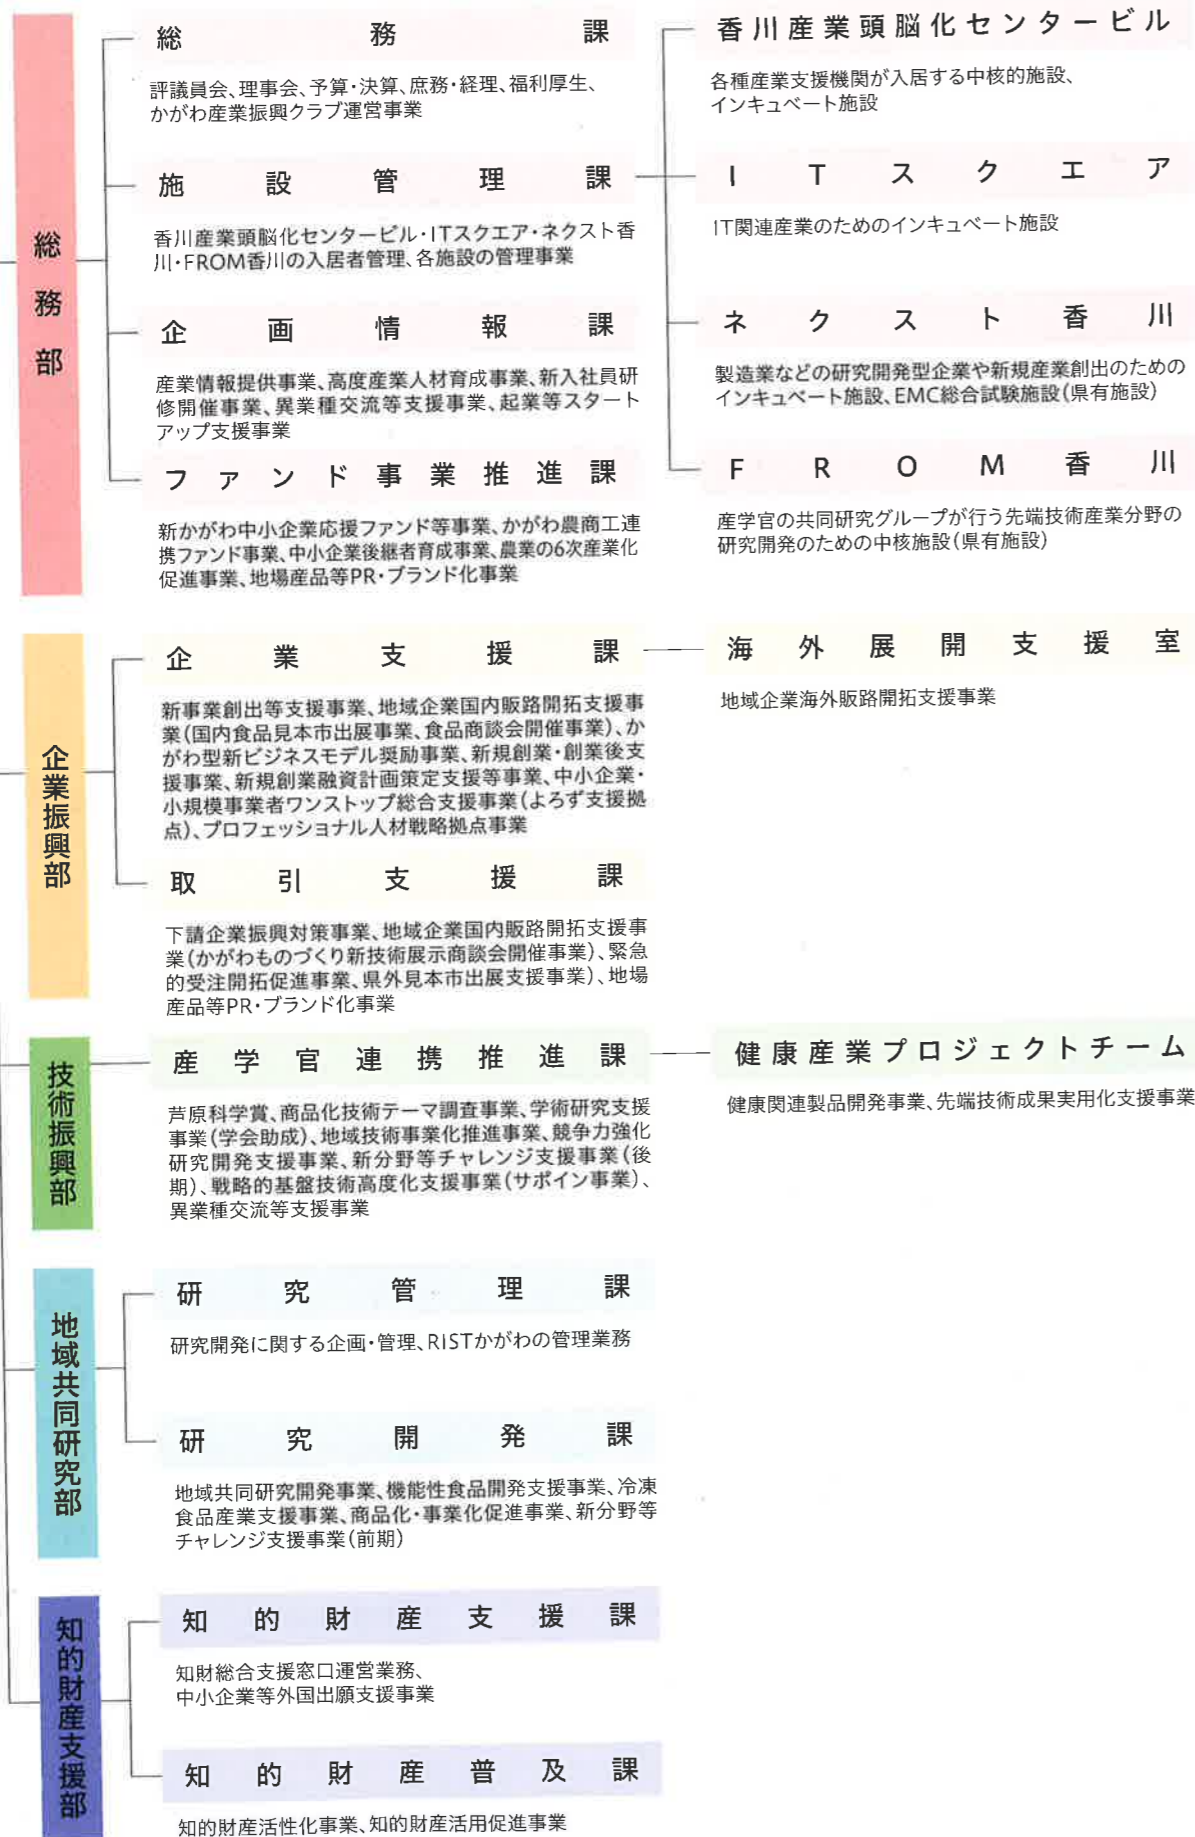 総務部
総務課
評議員会、理事会、予算・決算、庶務・経理、福利厚生、
かがわ産業振興クラブ運営事業
施設管理課
香川産業頭脳化センタービル・ITスクエア・ネクスト香
川・FROM香川の入居者管理、各施設の管理事業
香川産業頭脳化センタービル
各種産業支援機関が入居する中核的施設、
インキュベート施設
ITスクエア
IT関連産業のためのインキュベート施設
ネクスト香川
製造業などの研究開発型企業や新規産業創出のための
インキュベート施設、EMC総合試験施設(県有施設)
FROM香川
産学官の共同研究グループが行う先端技術産業分野の
研究開発のための中核施設(県有施設)
企画情報課
産業情報提供事業、高度産業人材育成事業、新入社員研
修開催事業、異業種交流等支援事業、起業等スタート
アップ支援事業
ファンド事業推進課
新かがわ中小企業応援ファンド等事業、かがわ農商工連
携ファンド事業、中小企業後継者育成事業、農業の6次産業化
促進事業、地場産品等PR・ブランド化事業
企業振興部
企業支援課
新事業創出等支援事業、地域企業国内販路開拓支援事
業(国内食品見本市出展事業、食品商談会開催事業)、か
がわ型新ビジネスモデル奨励事業、新規創業・創業後支
援事業、新規創業融資計画策定支援等事業、中小企業・
小規模事業者ワンストップ総合支援事業(よろず支援拠
点)、プロフェッショナル人材戦略拠点事業
海外展開支援室
地域企業海外販路開拓支援事業
取引支援課
下請企業振興対策事業、地域企業国内販路開拓支援事
業(かがわものづくり新技術展示商談会開催事業)、緊急
的受注開拓促進事業、県外見本市出展支援事業)、地場
産品等PR・ブランド化事業
技術振興部
産学官連携推進課
芦原科学賞、商品化技術テーマ調査事業、学術研究支援
事業(学会助成)、地域技術事業化推進事業、競争力強化
研究開発支援事業、新分野等チャレンジ支援事業(後
期)、戦略的基盤技術高度化支援事業(サポイン事業)、
異業種交流等支援事業
健康産業プロジェクトチーム
健康関連製品開発事業、先端技術成果実用化支援事業
地域共同研究部
研究管理課
研究開発に関する企画・管理、RISTかがわの管理業務
研究開発課
地域共同研究開発事業、機能性食品開発支援事業、冷凍
食品産業支援事業、商品化・事業化促進事業、新分野等
チャレンジ支援事業(前期)
知的財産支援部
知的財産支援課
知財総合支援窓口運営業務、
中小企業等外国出願支援事業
知的財産普及課
知的財産活性化事業、知的財産活用促進事業